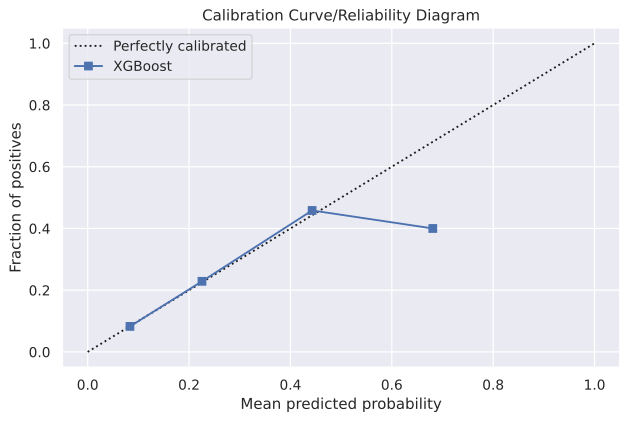 Calibration Curve/Reliability Diagram
Perfectly calibrated
XGBoost
Fraction of positives
1.0
0.8
0.6
0.4
0.2
0.0
0.0 0.2 0.4 0.6 0.8 1.0
Mean predicted probability